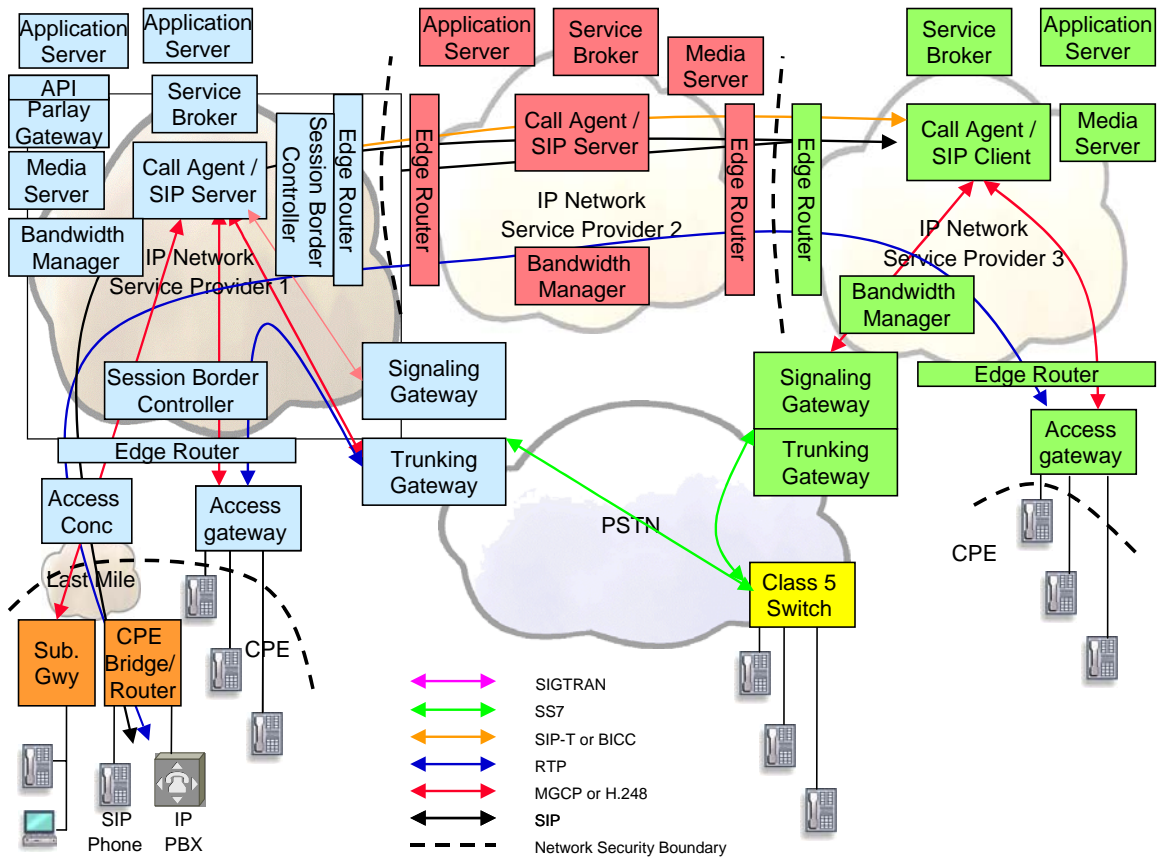 Application
Server
Application
Server
API
Parlay
Gateway
Media
Server
Bandwidth
Manager
Service
Broker
Call Agent /
SIP Server
IP Network
Service Provider 1
Session Border
Controller
Edge Router
Session Border
Controller
Edge Router
Signaling
Gateway
Trunking
Gateway
Access
Conc
Access
gateway
Last Mile
Sub.
Gwy
CPE
Bridge/
Router
CPE
SIP
Phone
IP
PBX
Application
Server
Service
Broker
Media
Server
Edge Router
Call Agent /
SIP Server
IP Network
Service Provider 2
Bandwidth
Manager
Edge Router
Edge Router
Service
Broker
Application
Server
Call Agent /
SIP Client
Media
Server
IP Network
Service Provider 3
Bandwidth
Manager
Signaling
Gateway
Trunking
Gateway
Edge Router
Access
gateway
CPE
PSTN
Class 5
Switch
SIGTRAN
SS7
SIP-T or BICC
RTP
MGCP or H.248
SIP
Network Security Boundary